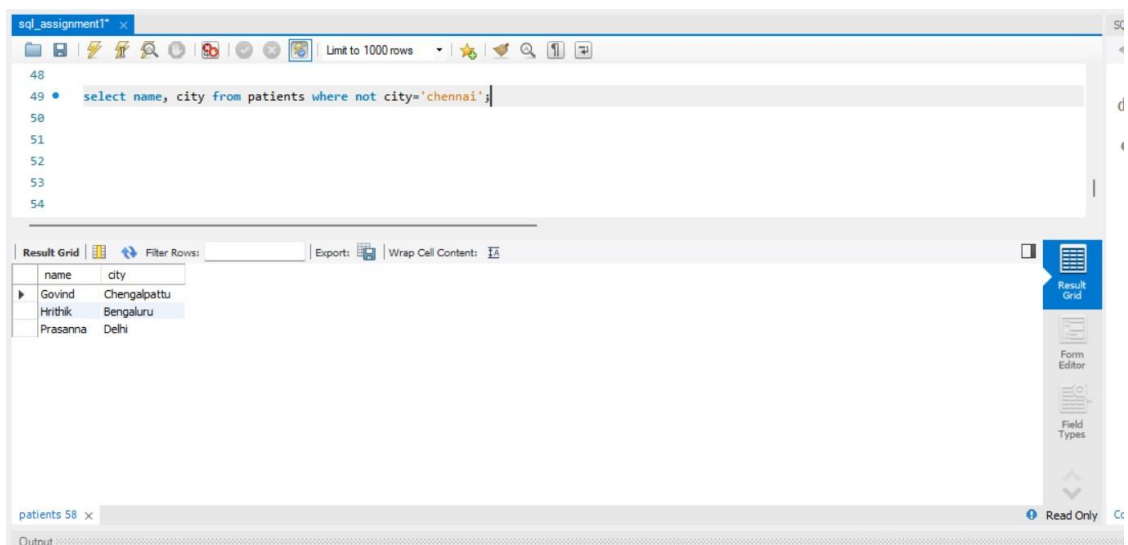 sql_assignment1*
SQ
Limit to 1000 rows
48
49 select name, city from patients where not city='chennai';
50
51
52
53
54
Result Grid Filter Rows: Export: Wrap Cell Content:
name city
Govind Chengalpattu
Hrithik Bengaluru
Prasanna Delhi
Result
Grid
Form
Editor
Field
Types
patients 58 Read Only Co
Output